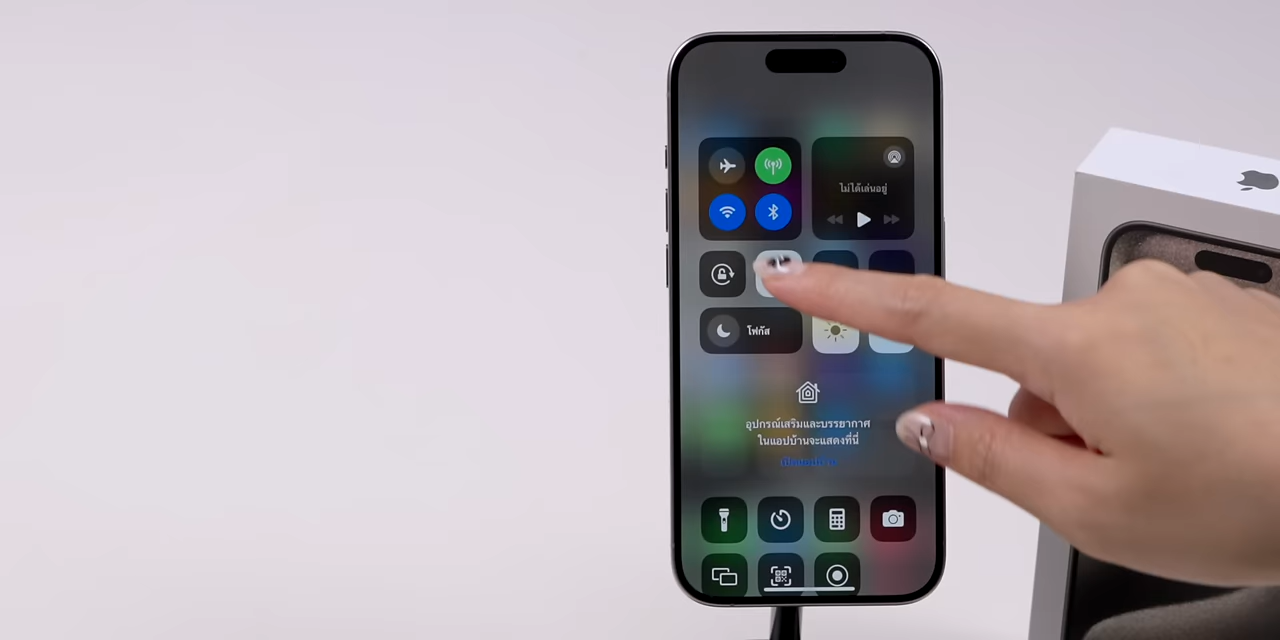 ไม่ได้เล่นอยู่
โฟกัส
อุปกรณ์เสริมและบรรยากาศ
ในแอปบ้านจะแสดงที่นี่